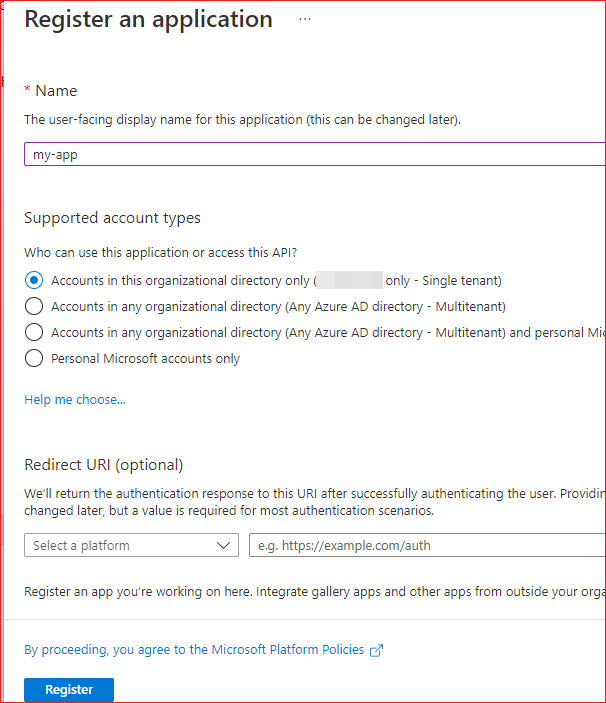 Register an application ...
* Name
The user-facing display name for this application (this can be changed later).
my-app
Supported account types
Who can use this application or access this API?
Accounts in this organizational directory only ( only - Single tenant)
Accounts in any organizational directory (Any Azure AD directory - Multitenant)
Accounts in any organizational directory (Any Azure AD directory - Multitenant) and personal
Personal Microsoft accounts only
Help me choose...
Redirect URI (optional)
We'll return the authentication response to this URI after successfully authenticating the user.
changed later, but a value is required for most authentication scenarios.
Select a platform
e.g. https://example.com/auth
Register an app you're working on here. Integrate gallery apps and other apps from outside your
By proceeding, you agree to the Microsoft Platform Policies
Register